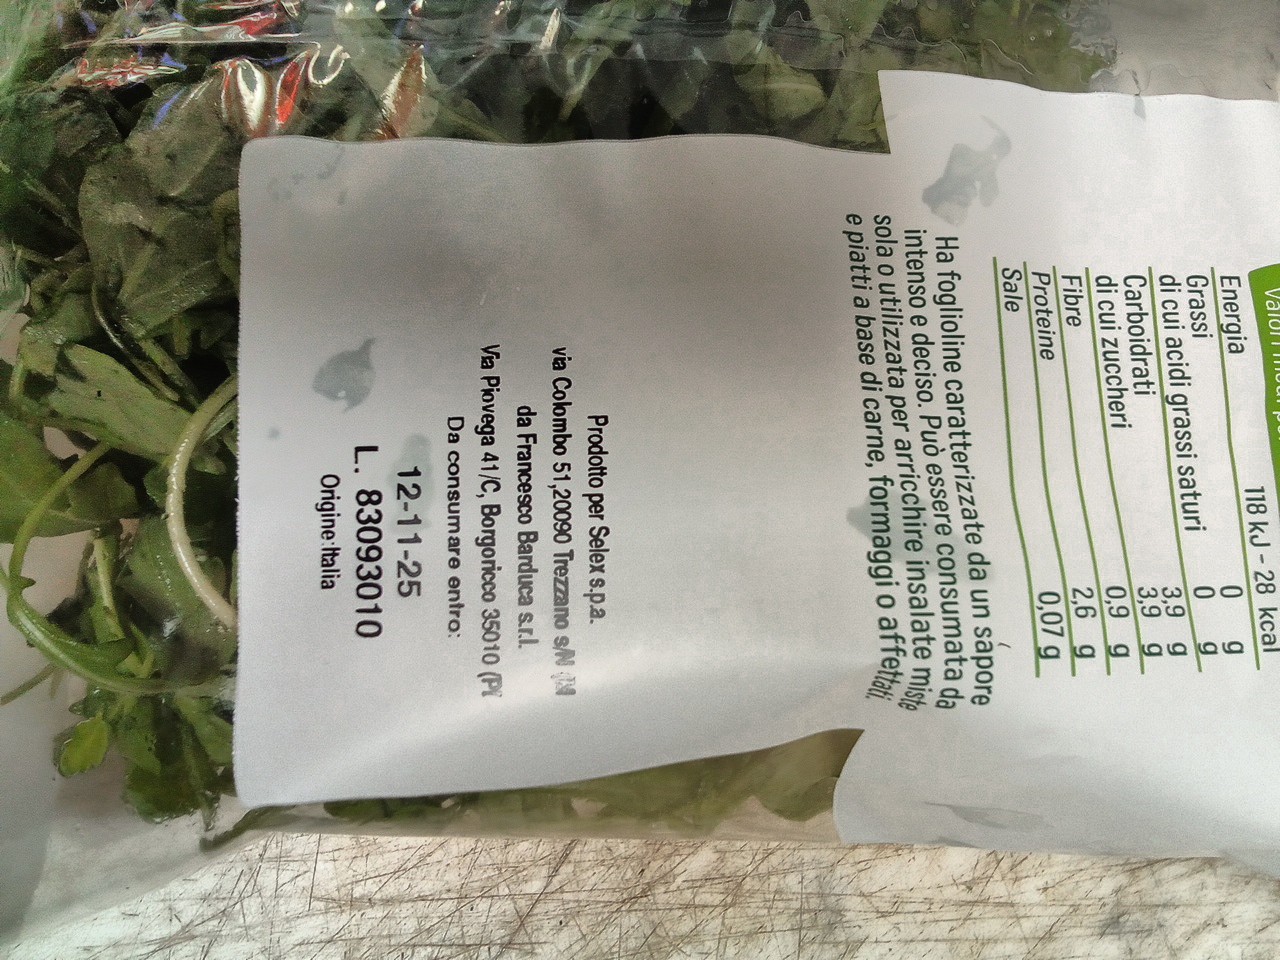 Valori
Energia 118 kJ - 28 kcal
Grassi 0 g
di cui acidi grassi saturi 0 g
Carboidrati 3,9 g
di cui zuccheri 3,9 g
Fibre 0,9 g
Proteine 2,6 g
Sale 0,07 g
Ha foglioline caratterizzate da un sapore
intenso e deciso. Può essere consumata da
sola o utilizzata per arricchire insalate miste
e piatti a base di carne, formaggi o affettati.
Prodotto per Selex s.p.a.
via Colombo 51,20090 Trezzano s/N
da Francesco Barduca s.r.l.
Via Piovega 41/C, Borgoricco 35010
Da consumare entro:
12-11-25
L. 83093010
Origine:Italia